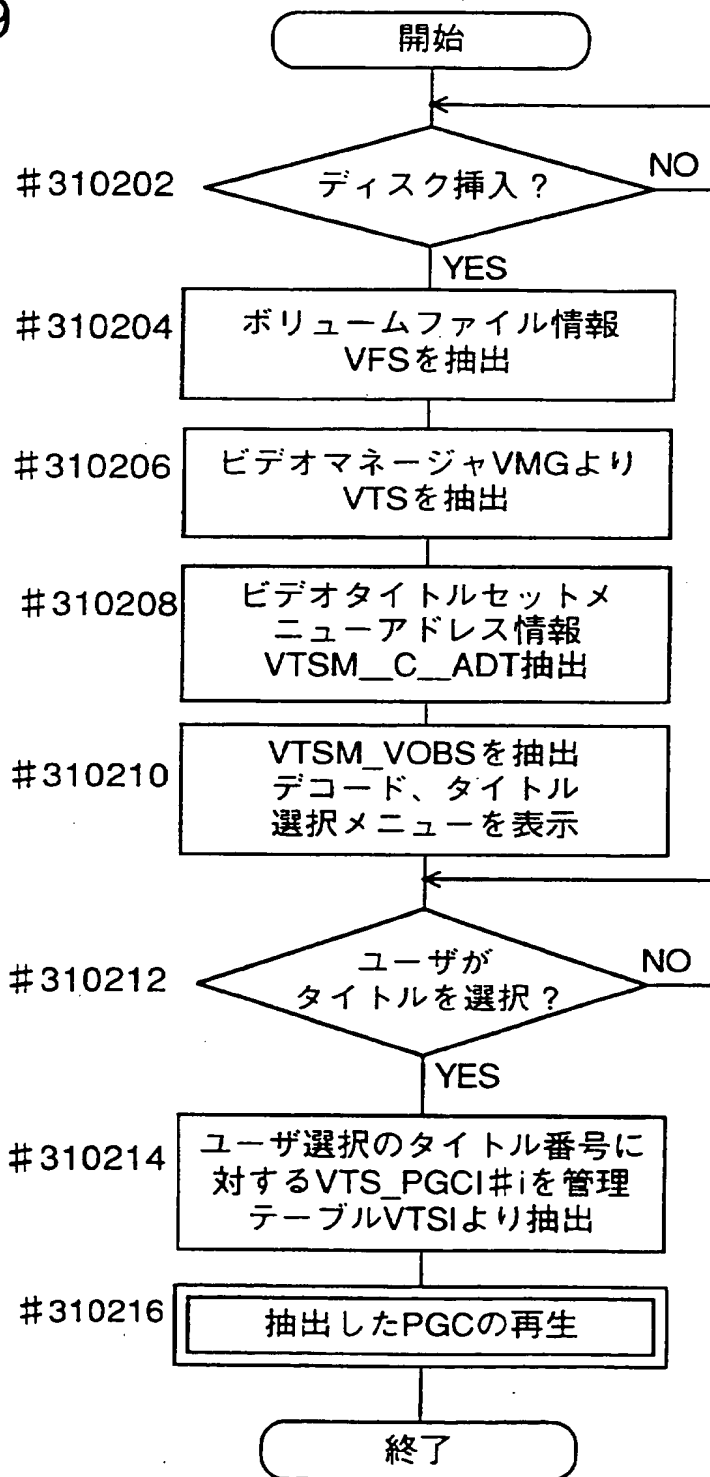 9
開始
#310202
ディスク挿入?
NO
YES
#310204
ボリュームファイル情報
VFSを抽出
#310206
ビデオマネージャVMGより
VTSを抽出
#310208
ビデオタイトルセットメ
ニューアドレス情報
VTSM__C__ADT抽出
#310210
VTSM_VOBSを抽出
デコード、タイトル
選択メニューを表示
#310212
ユーザが
タイトルを選択?
NO
YES
#310214
ユーザ選択のタイトル番号に
対するVTS_PGCI#iを管理
テーブルVTSIより抽出
#310216
抽出したPGCの再生
終了